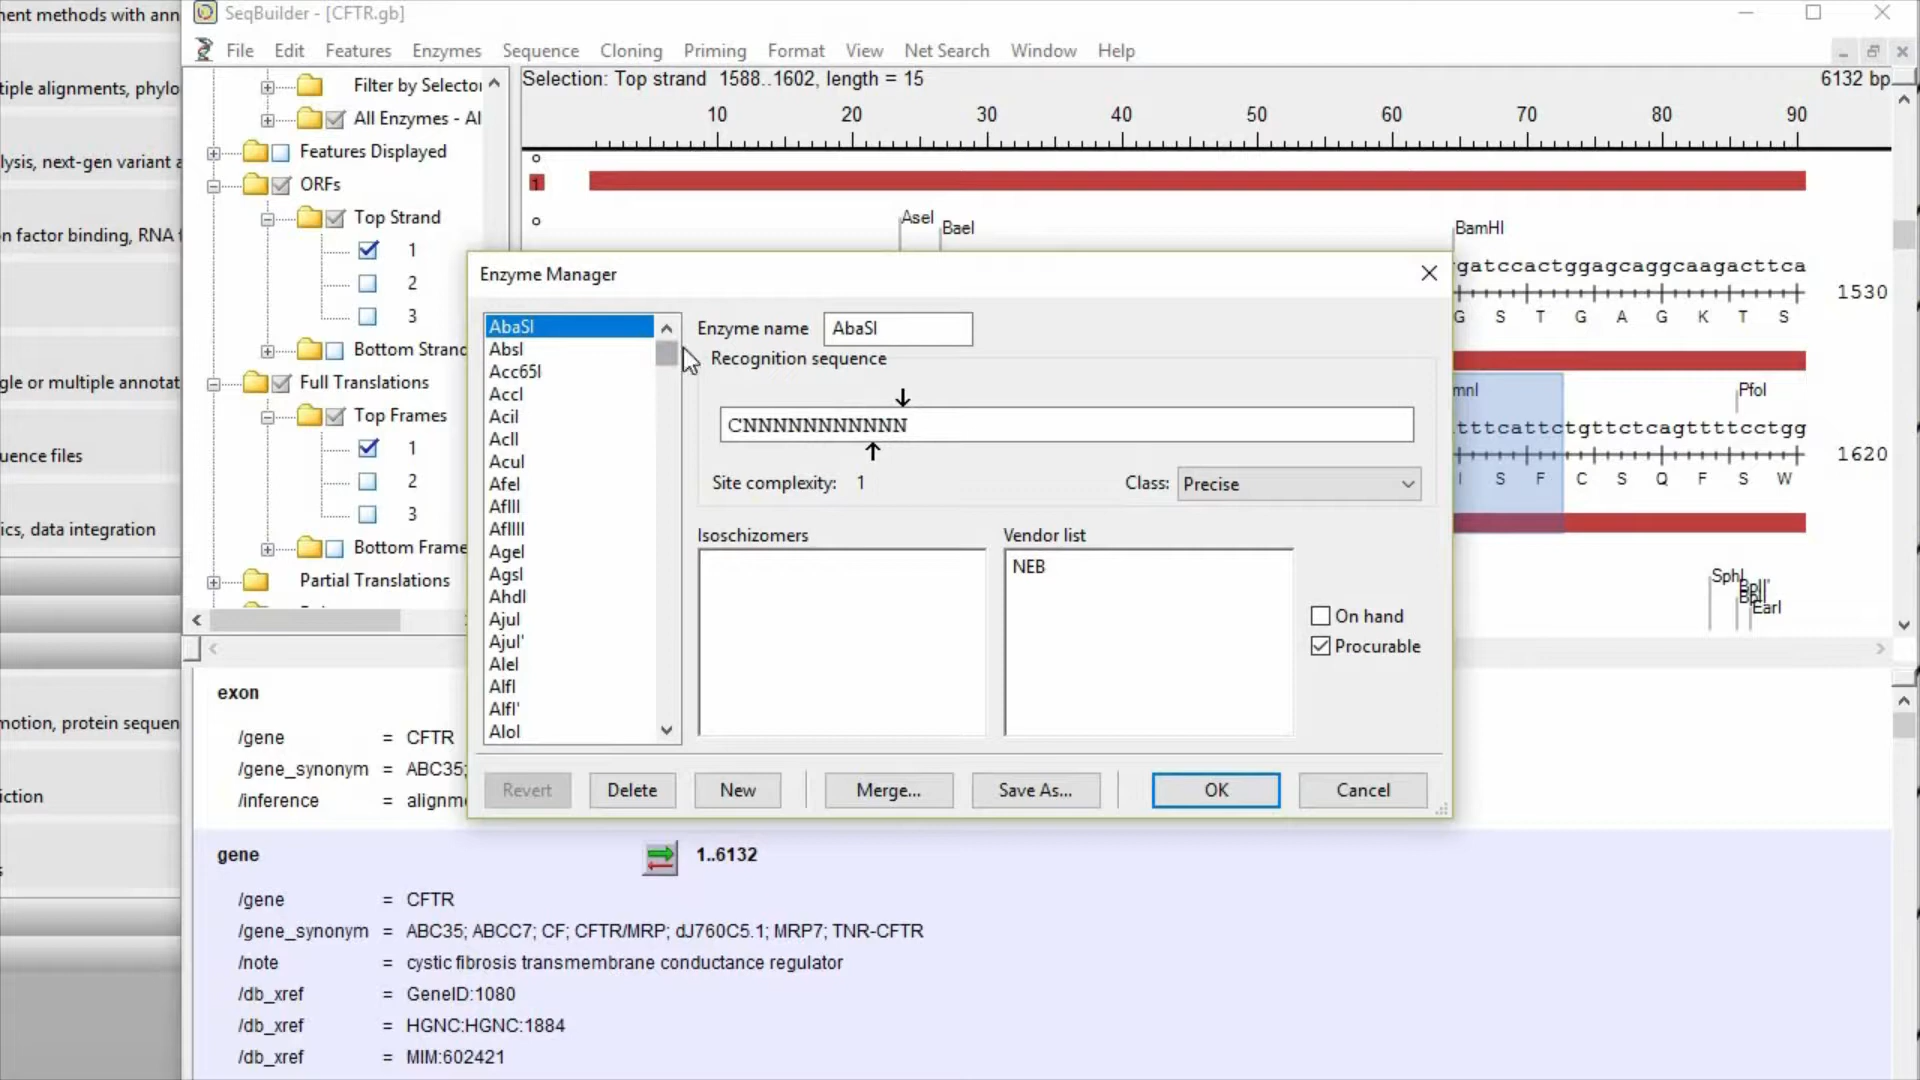 ment methods with ann
tiple alignments, phylo
lysis, next-gen variant a
n factor binding, RNA f
gle or multiple annotat
uence files
ics, data integration
motion, protein sequen
iction
SeqBuilder - [CFTR.gb]
File Edit Features Enzymes Sequence Cloning Priming Format View Net Search Window Help
Filter by Selector
All Enzymes - Al
Features Displayed
ORFs
Top Strand
1
2
3
Bottom Strand
Full Translations
Top Frames
1
2
3
Bottom Frame
Partial Translations
Selection: Top strand 1588..1602, length = 15
6132 bp
10 20 30 40 50 60 70 80 90
1
AseI
BaeI
BamHI
gatccactggagcaggcaagacttca
1530
G S T G A G K T S
mnI
PfoI
tttcattctgttctcagttttcctgg
1620
I S F C S Q F S W
SphI
BplI'
BplI
EarI
Enzyme Manager
AbaSI
AbsI
Acc65I
AccI
AciI
AclI
AcuI
AfeI
AflII
AflIII
AgeI
AgsI
AhdI
AjuI
AjuI'
AleI
AlfI
AlfI'
AloI
Enzyme name AbaSI
Recognition sequence
CNNNNNNNNNNN
Site complexity: 1
Class: Precise
Isoschizomers
Vendor list
NEB
On hand
Procurable
Revert Delete New Merge... Save As... OK Cancel
exon
/gene = CFTR
/gene_synonym = ABC35;
/inference = alignme
gene 1..6132
/gene = CFTR
/gene_synonym = ABC35; ABCC7; CF; CFTR/MRP; dJ760C5.1; MRP7; TNR-CFTR
/note = cystic fibrosis transmembrane conductance regulator
/db_xref = GeneID:1080
/db_xref = HGNC:HGNC:1884
/db_xref = MIM:602421